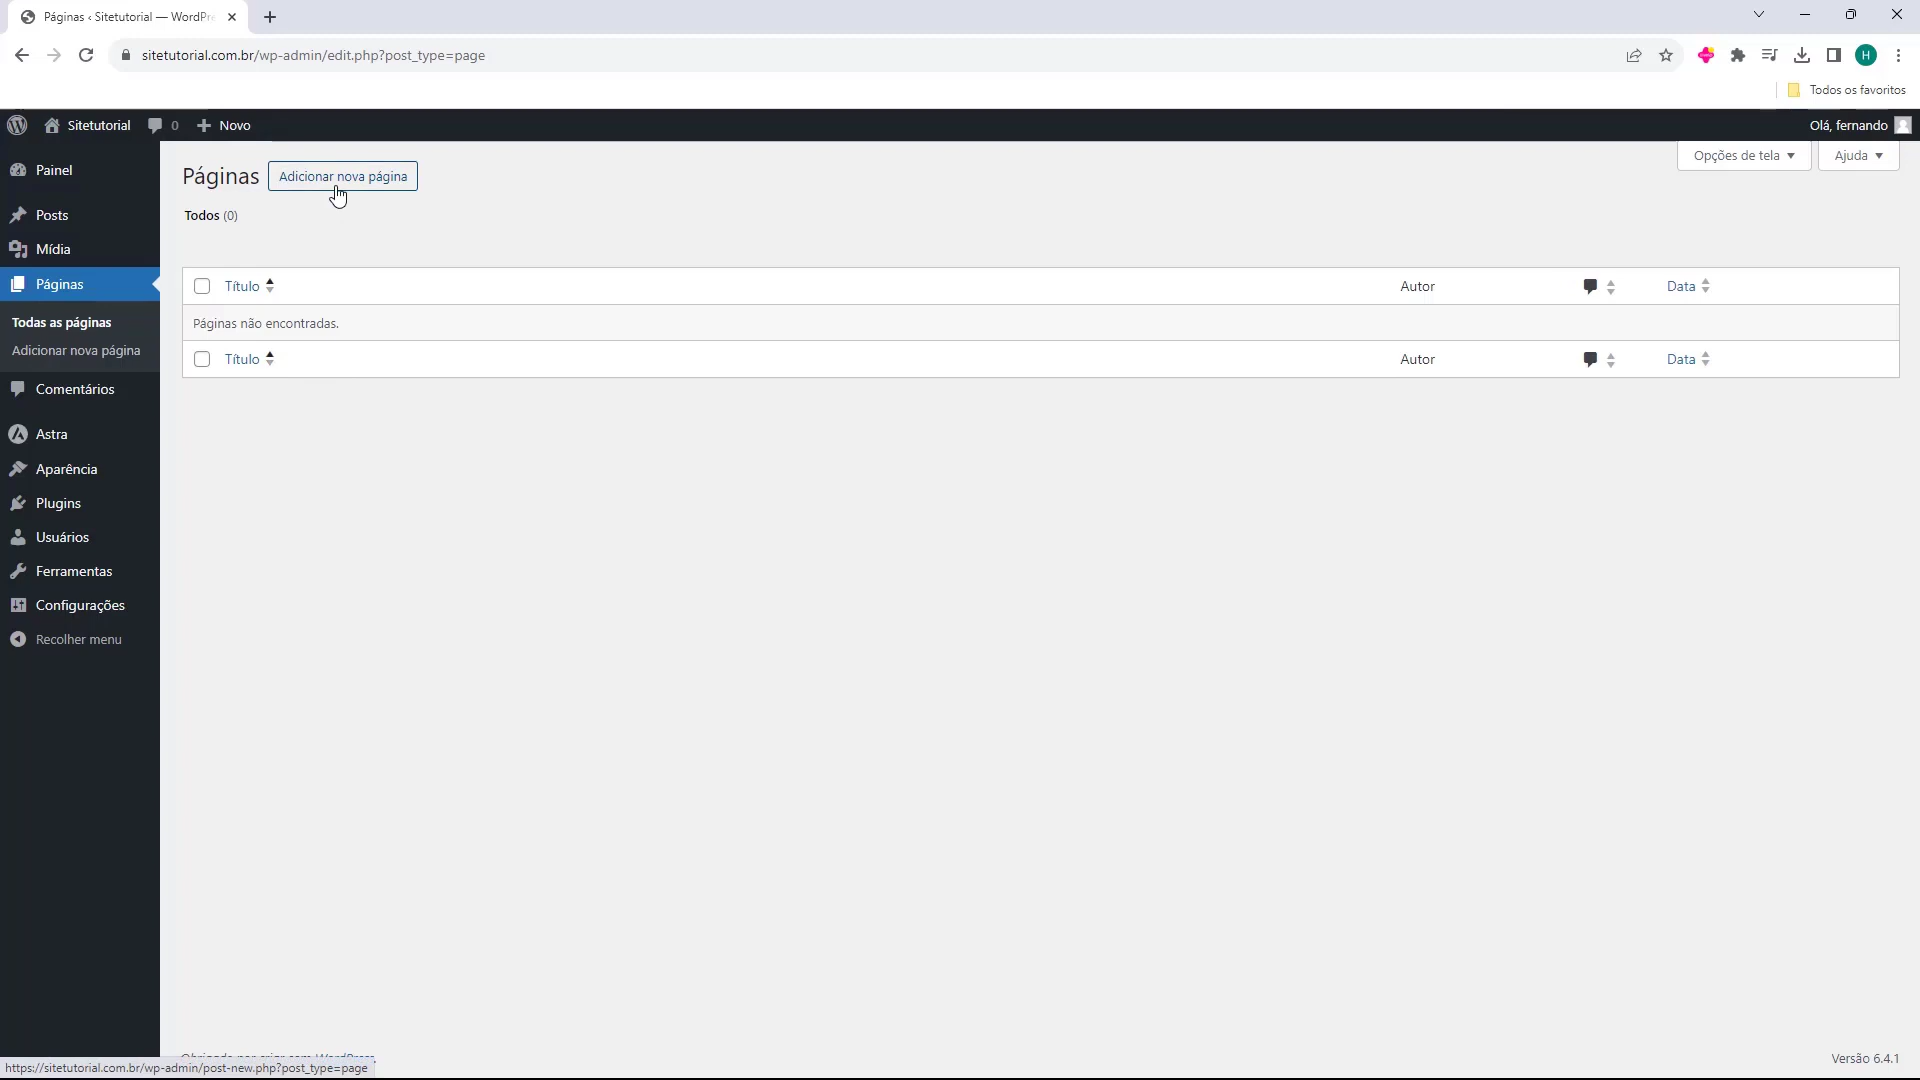 Páginas ‹ Sitetutorial — WordPr
sitetutorial.com.br/wp-admin/edit.php?post_type=page
H
Todos os favoritos
Sitetutorial
0
Novo
Olá, fernando
Painel
Posts
Mídia
Páginas
Todas as páginas
Adicionar nova página
Comentários
Astra
Aparência
Plugins
Usuários
Ferramentas
Configurações
Recolher menu
Páginas
Adicionar nova página
Opções de tela
Ajuda
Todos (0)
Título
Autor
Data
Páginas não encontradas.
Título
Autor
Data
Obrigado por criar com WordPress.
Versão 6.4.1
https://sitetutorial.com.br/wp-admin/post-new.php?post_type=page